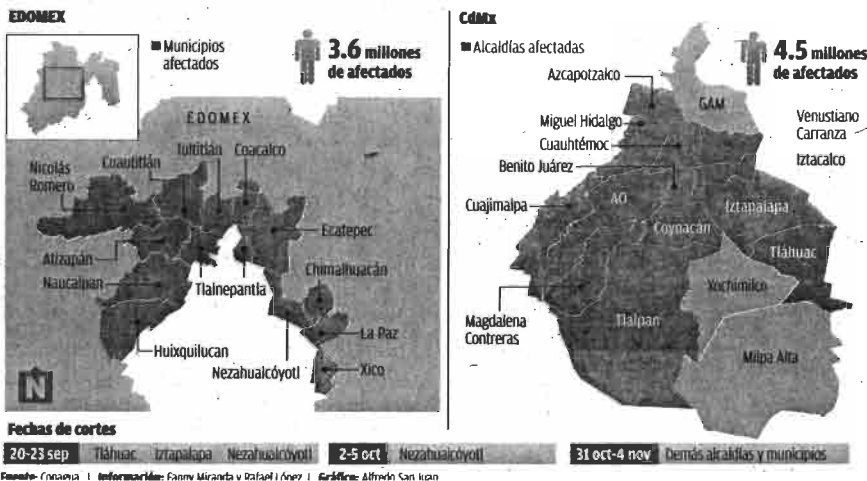 EDOMEX
Municipios
afectados
3.6 millones
de afectados
EDOMEX
Nicolás
Romero
Cuautitlán
Tultitlán
Coacalco
Ecatepec
Atizapán
Naucalpan
Tlalnepantla
Chimalhuacán
La Paz
Huixquilucan
Nezahualcóyotl
Xico
N
CdMx
Alcaldías afectadas
4.5 millones
de afectados
Azcapotzalco
GAM
Miguel Hidalgo
Venustiano
Carranza
Cuauhtémoc
Iztacalco
Benito Juárez
Cuajimalpa
AO
Iztapalapa
Coyoacán
Tláhuac
Xochimilco
Magdalena
Contreras
Tlalpan
Milpa Alta
Fechas de cortes
20-23 sep Tláhuac Iztapalapa Nezahualcóyotl 2-5 oct Nezahualcóyotl 31 oct-4 nov Demás alcaldías y municipios
Fuente: Conagua | Información: Fanny Miranda y Rafael López | Gráfico: Alfredo San Juan